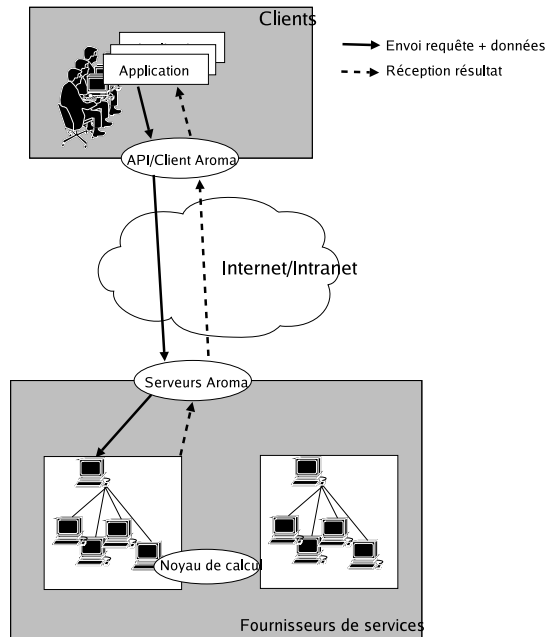 Clients
Envoi requête + données
Réception résultat
Application
API/Client Aroma
Internet/Intranet
Serveurs Aroma
Noyau de calcul
Fournisseurs de services